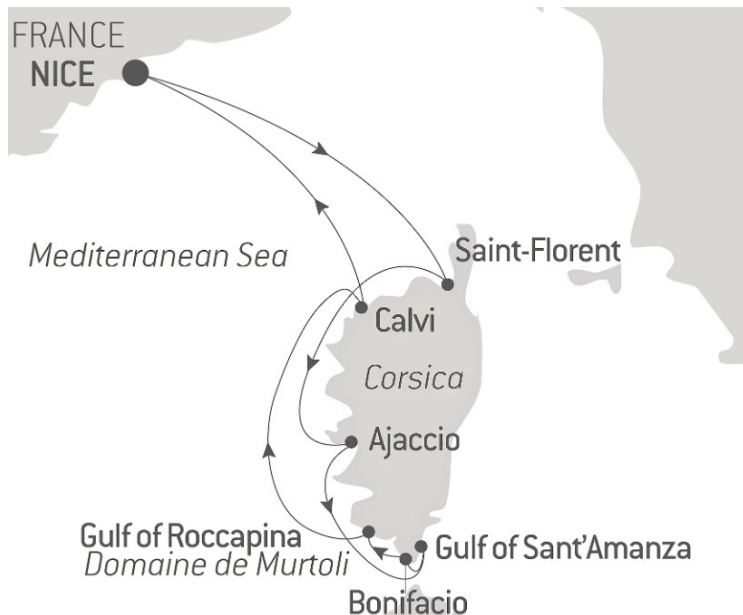 FRANCE
NICE
Mediterranean Sea
Saint-Florent
Calvi
Corsica
Ajaccio
Gulf of Roccapina
Domaine de Murtoli
Gulf of Sant'Amanza
Bonifacio